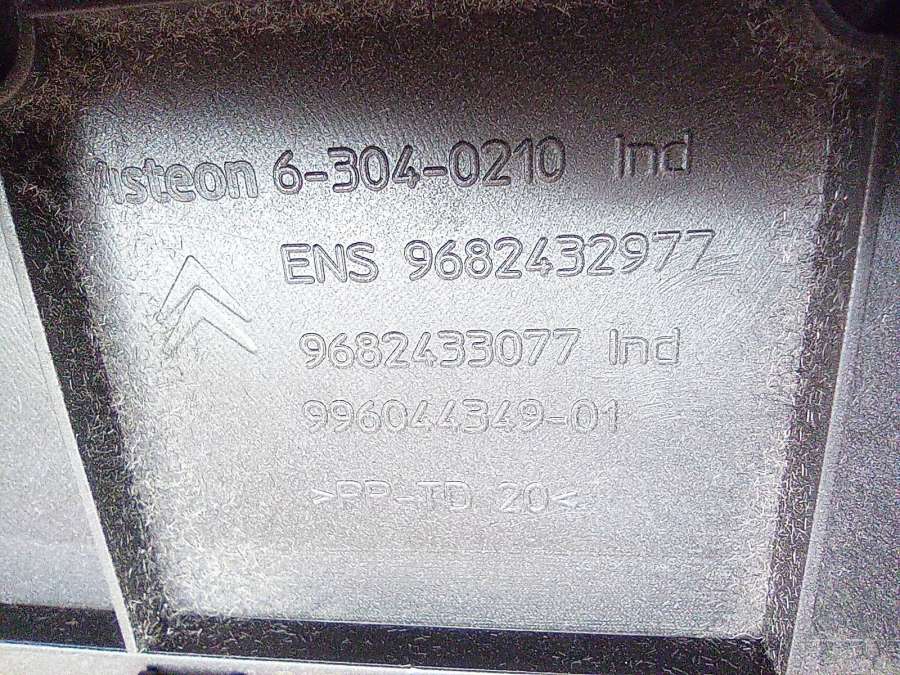 Visteon 6-304-0210 Ind
ENS 9682432977
9682433077 Ind
996044349-01
>PP-TD 20<